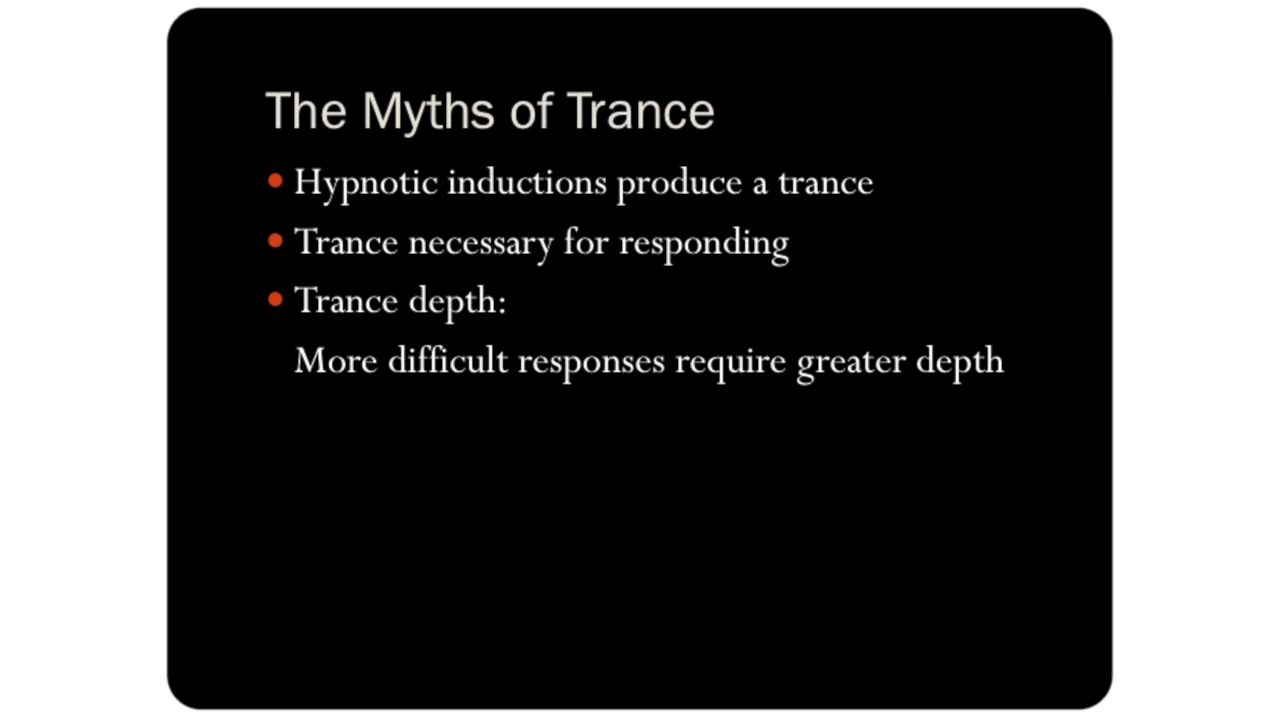 The Myths of Trance
• Hypnotic inductions produce a trance
• Trance necessary for responding
• Trance depth:
More difficult responses require greater depth